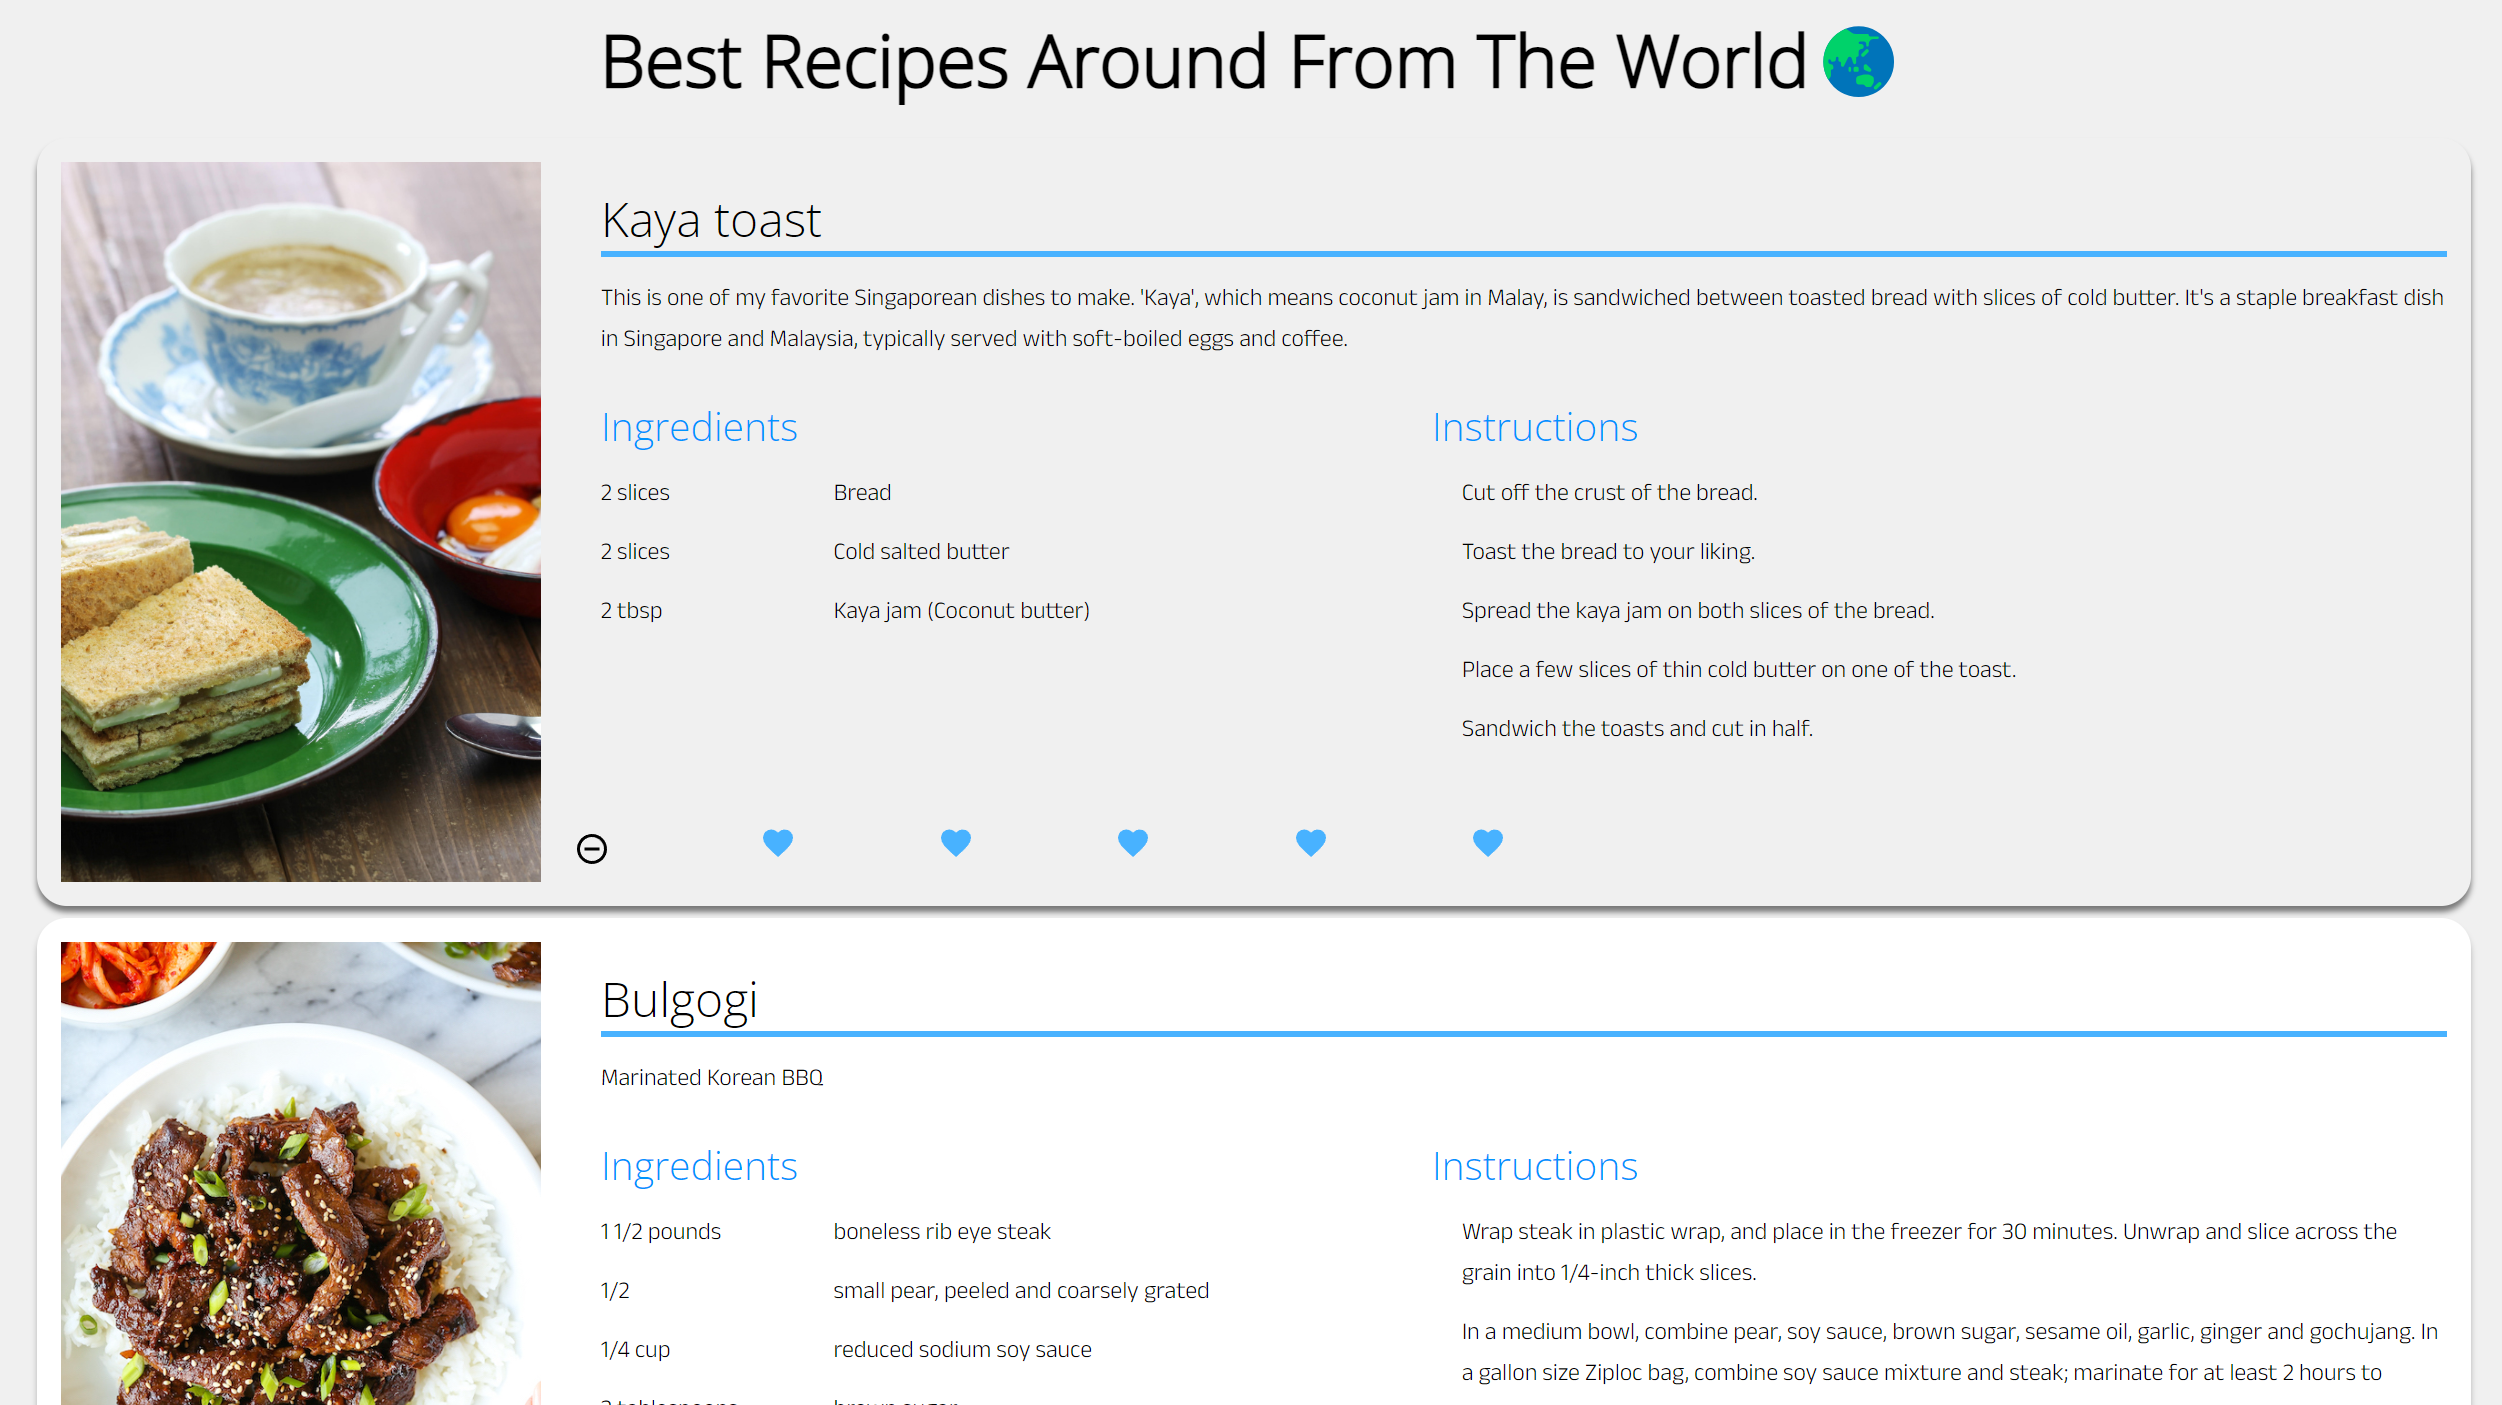 Best Recipes Around From The World
Kaya toast
This is one of my favorite Singaporean dishes to make. 'Kaya', which means coconut jam in Malay, is sandwiched between toasted bread with slices of cold butter. It's a staple breakfast dish
in Singapore and Malaysia, typically served with soft-boiled eggs and coffee.
Ingredients
2 slices Bread
2 slices Cold salted butter
2 tbsp Kaya jam (Coconut butter)
Instructions
Cut off the crust of the bread.
Toast the bread to your liking.
Spread the kaya jam on both slices of the bread.
Place a few slices of thin cold butter on one of the toast.
Sandwich the toasts and cut in half.
Bulgogi
Marinated Korean BBQ
Ingredients
1 1/2 pounds boneless rib eye steak
1/2 small pear, peeled and coarsely grated
1/4 cup reduced sodium soy sauce
Instructions
Wrap steak in plastic wrap, and place in the freezer for 30 minutes. Unwrap and slice across the
grain into 1/4-inch thick slices.
In a medium bowl, combine pear, soy sauce, brown sugar, sesame oil, garlic, ginger and gochujang. In
a gallon size Ziploc bag, combine soy sauce mixture and steak; marinate for at least 2 hours to